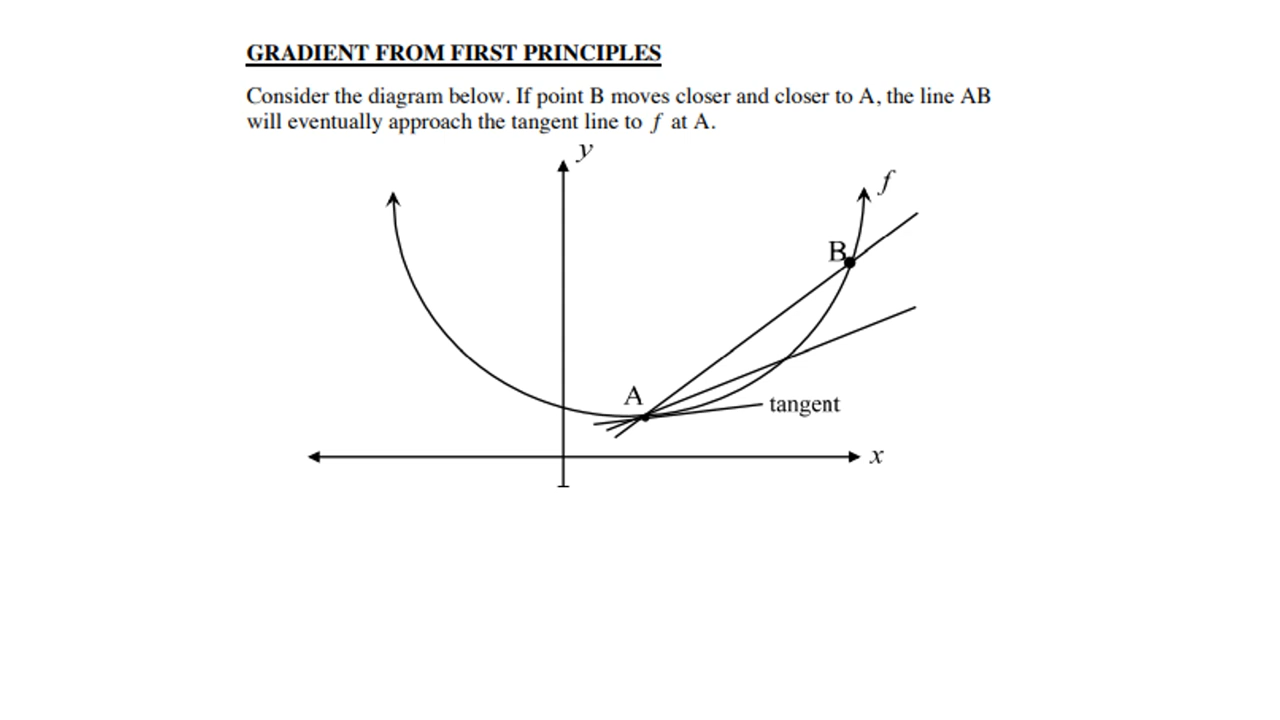 GRADIENT FROM FIRST PRINCIPLES
Consider the diagram below. If point B moves closer and closer to A, the line AB
will eventually approach the tangent line to f at A.
y
f
B
A
tangent
x